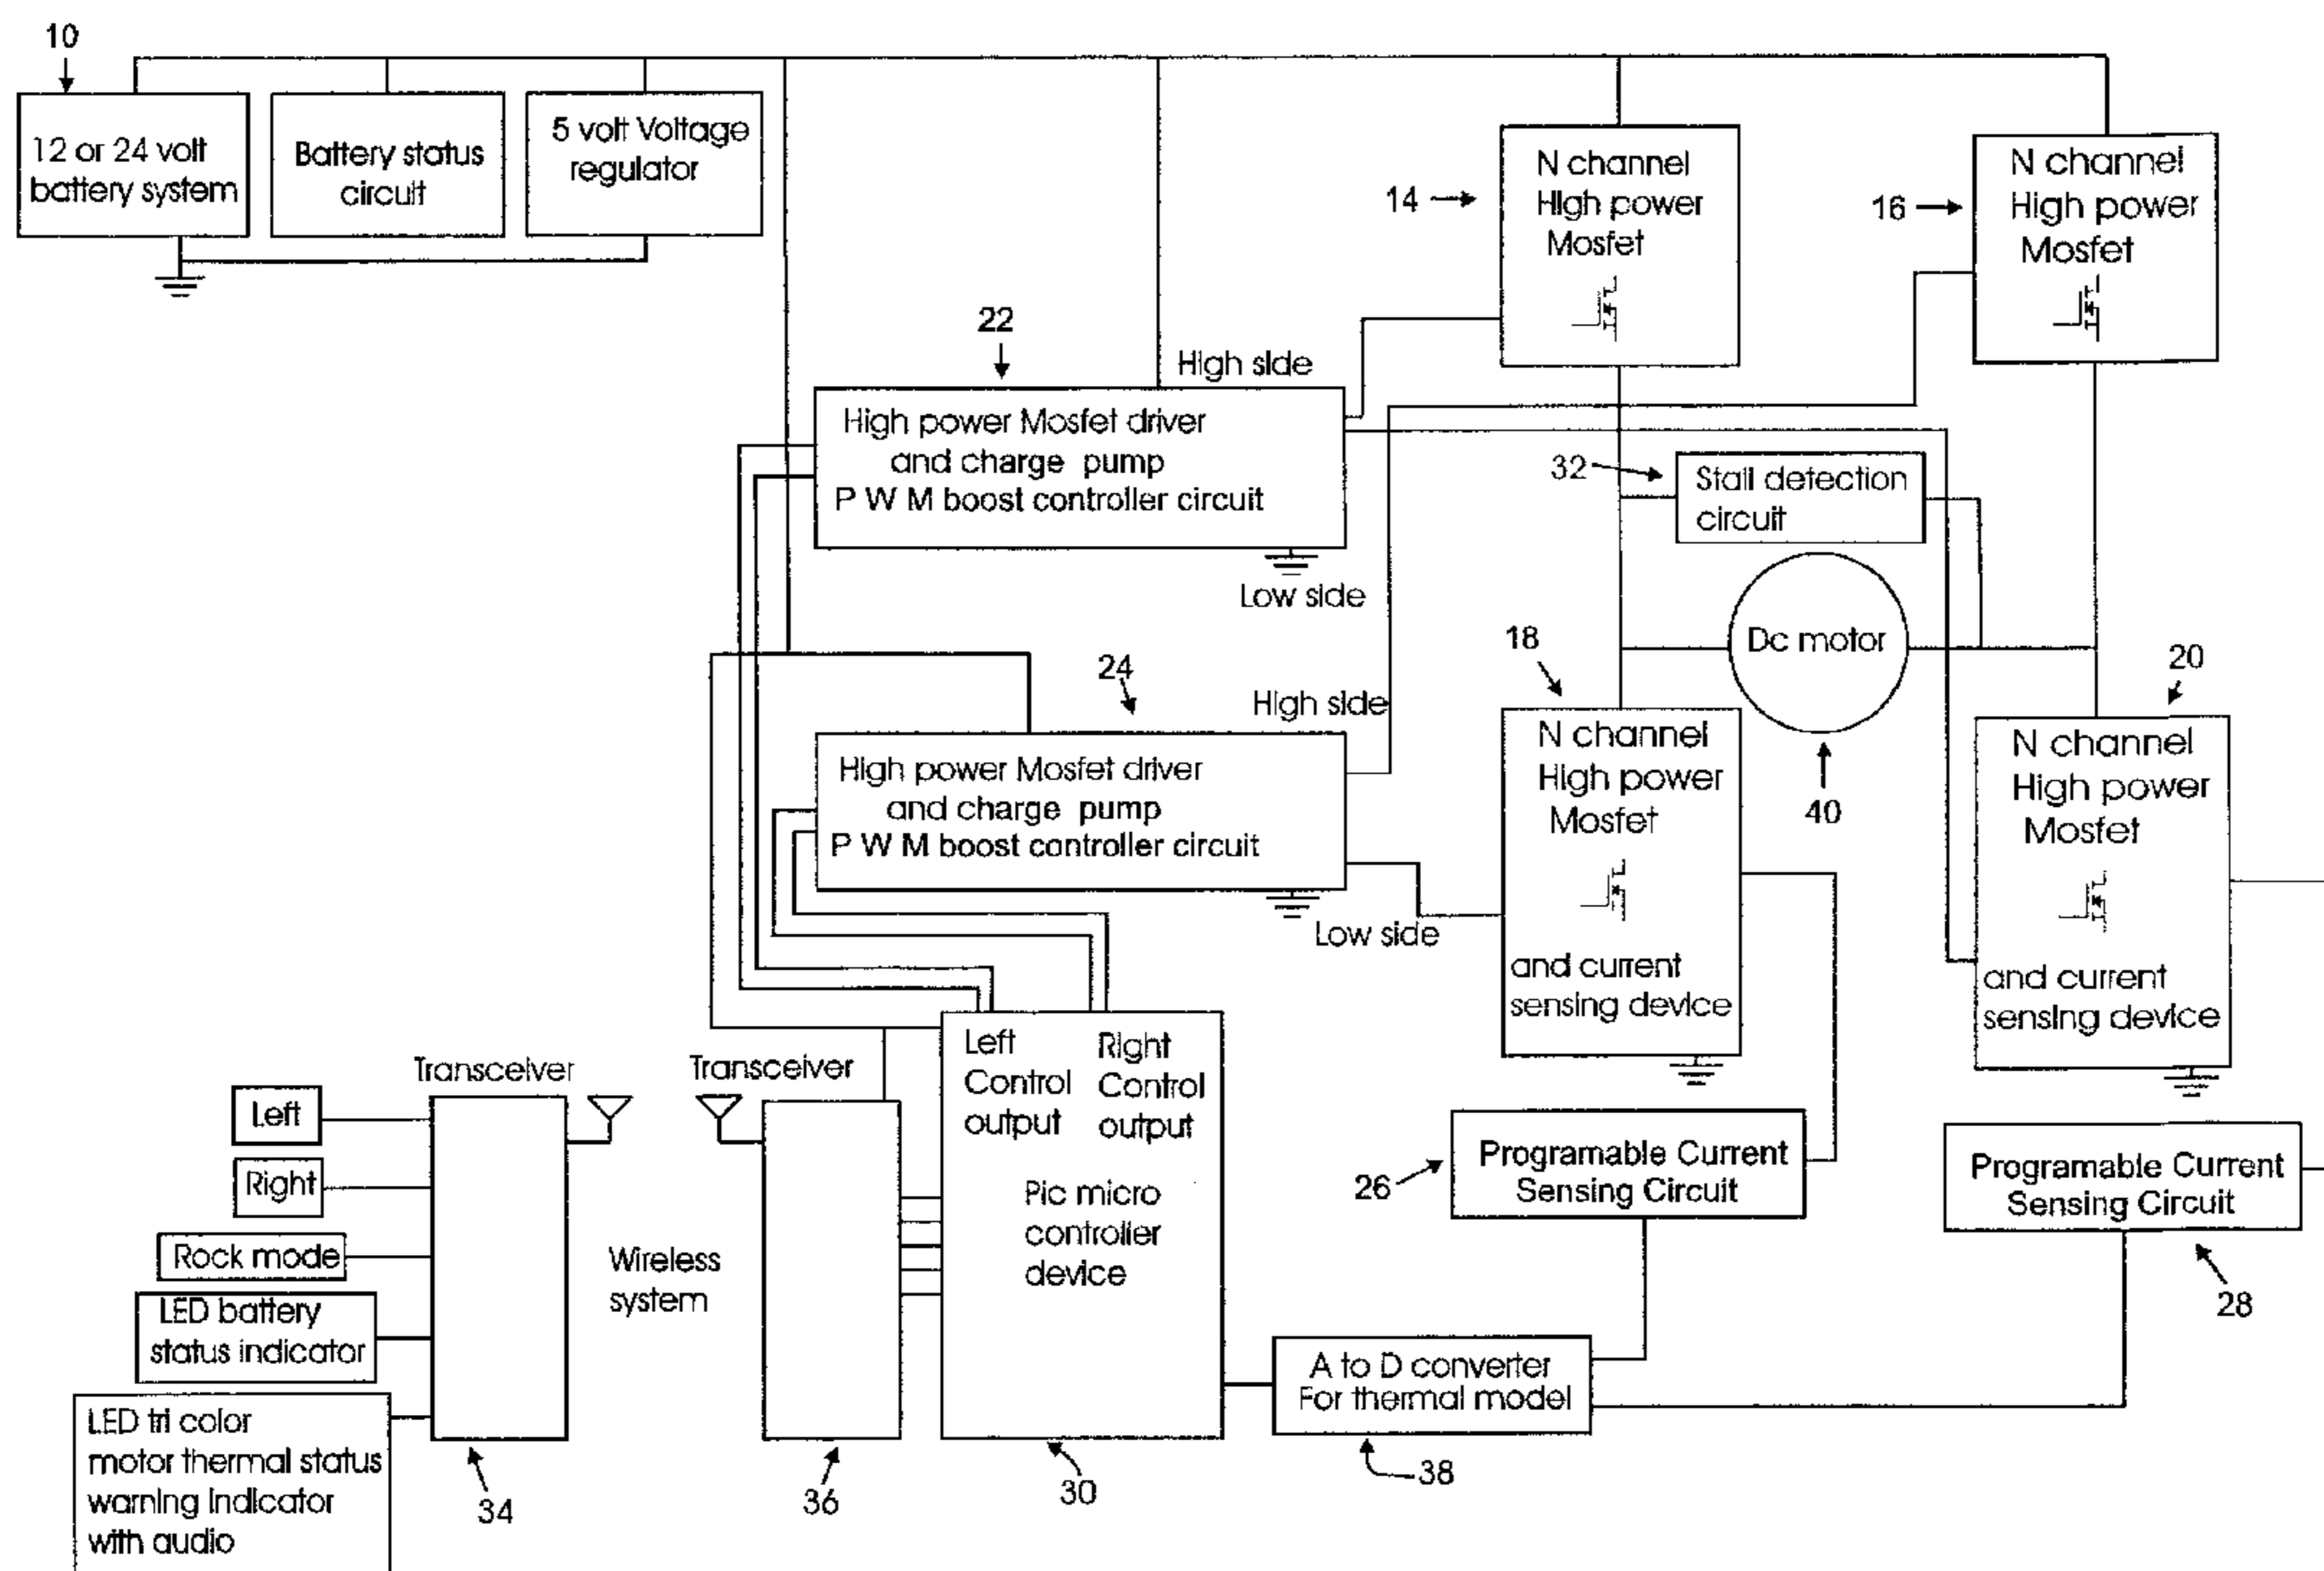 10
12 or 24 volt
battery system
Battery status
circuit
5 volt Voltage
regulator
14
N channel
High power
Mosfet
16
N channel
High power
Mosfet
22
High side
High power Mosfet driver
and charge pump
P W M boost controller circuit
Low side
32
Stall detection
circuit
Dc motor
40
24
High side
High power Mosfet driver
and charge pump
P W M boost controller circuit
Low side
18
N channel
High power
Mosfet
and current
sensing device
20
N channel
High power
Mosfet
and current
sensing device
Transceiver
Left
Right
Rock mode
LED battery
status indicator
LED tri color
motor thermal status
warning indicator
with audio
34
Wireless
system
Transceiver
36
Left
Control
output
Right
Control
output
Pic micro
controller
device
30
26
Programable Current
Sensing Circuit
Programable Current
Sensing Circuit
28
A to D converter
For thermal model
38